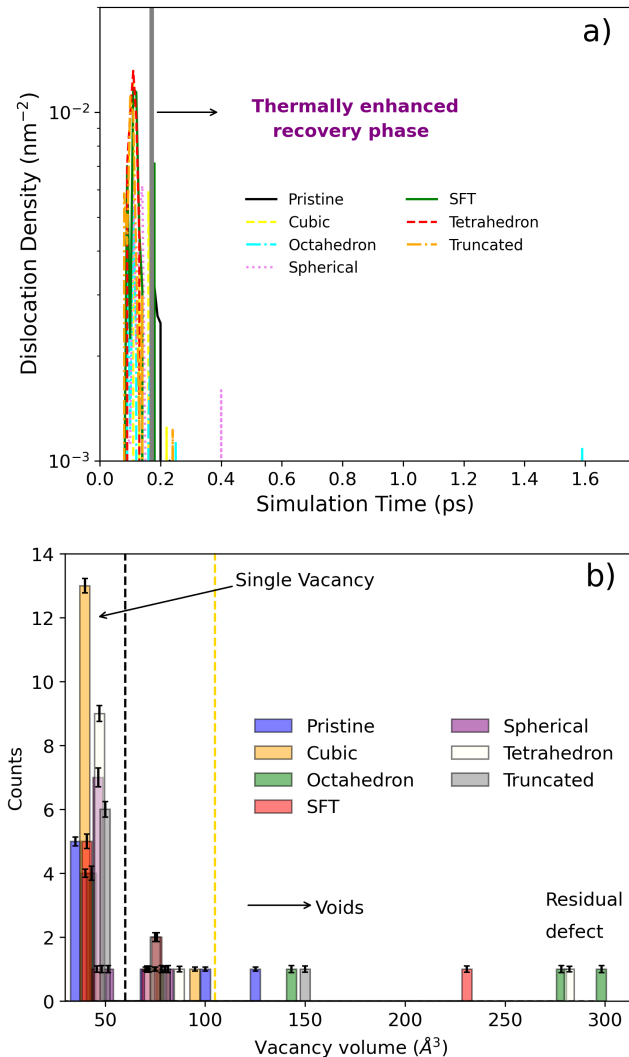 a)
10⁻²
10⁻³
Dislocation Density (nm⁻²)
Thermally enhanced
recovery phase
Pristine
Cubic
Octahedron
Spherical
SFT
Tetrahedron
Truncated
0.0 0.2 0.4 0.6 0.8 1.0 1.2 1.4 1.6
Simulation Time (ps)
b)
14
12
10
8
6
4
2
0
Counts
Single Vacancy
Pristine
Cubic
Octahedron
SFT
Spherical
Tetrahedron
Truncated
Voids
Residual
defect
50 100 150 200 250 300
Vacancy volume (Å³)